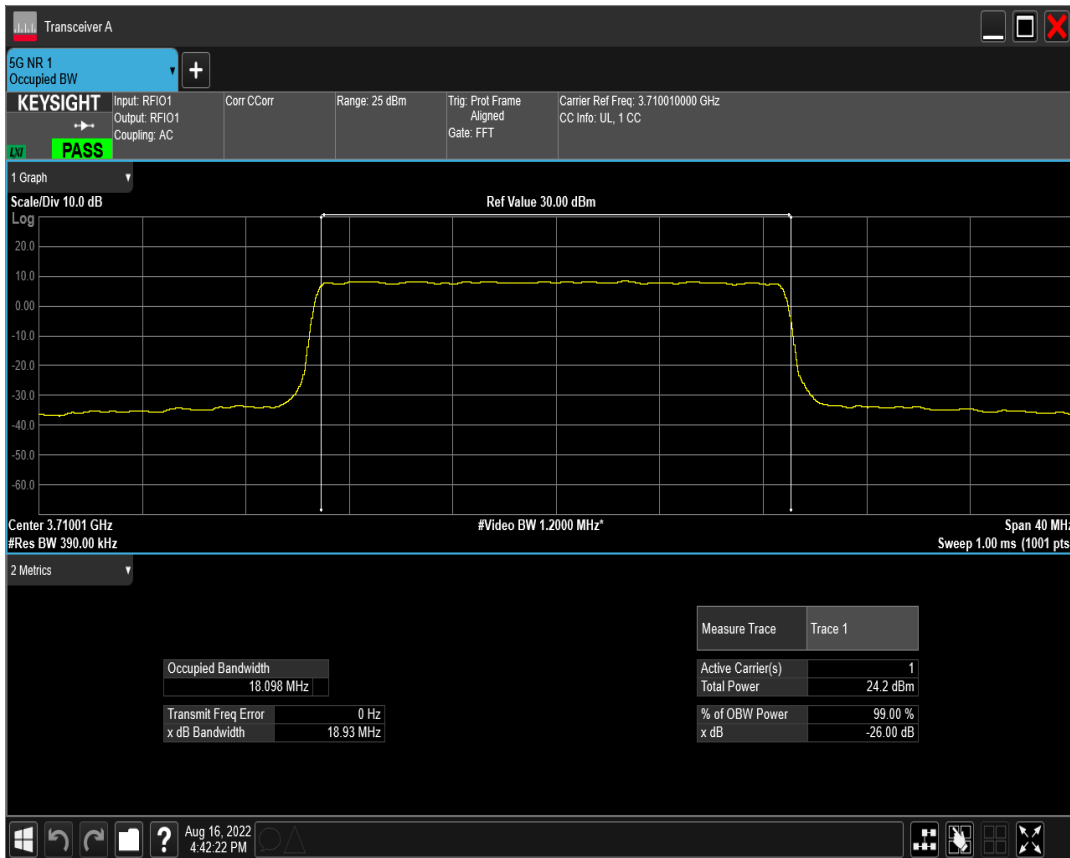 Transceiver A
5G NR 1
Occupied BW
+
KEYSIGHT
LXI
PASS
Input: RFIO1
Output: RFIO1
Coupling: AC
Corr CCorr
Range: 25 dBm
Trig: Prot Frame
Aligned
Gate: FFT
Carrier Ref Freq: 3.710010000 GHz
CC Info: UL, 1 CC
1 Graph
Scale/Div 10.0 dB
Ref Value 30.00 dBm
Log
20.0
10.0
0.00
-10.0
-20.0
-30.0
-40.0
-50.0
-60.0
Center 3.71001 GHz
#Video BW 1.2000 MHz*
Span 40 MHz
#Res BW 390.00 kHz
Sweep 1.00 ms (1001 pts
2 Metrics
Measure Trace Trace 1
Occupied Bandwidth
18.098 MHz
Active Carrier(s) 1
Total Power 24.2 dBm
Transmit Freq Error 0 Hz
x dB Bandwidth 18.93 MHz
% of OBW Power 99.00 %
x dB -26.00 dB
?
Aug 16, 2022
4:42:22 PM